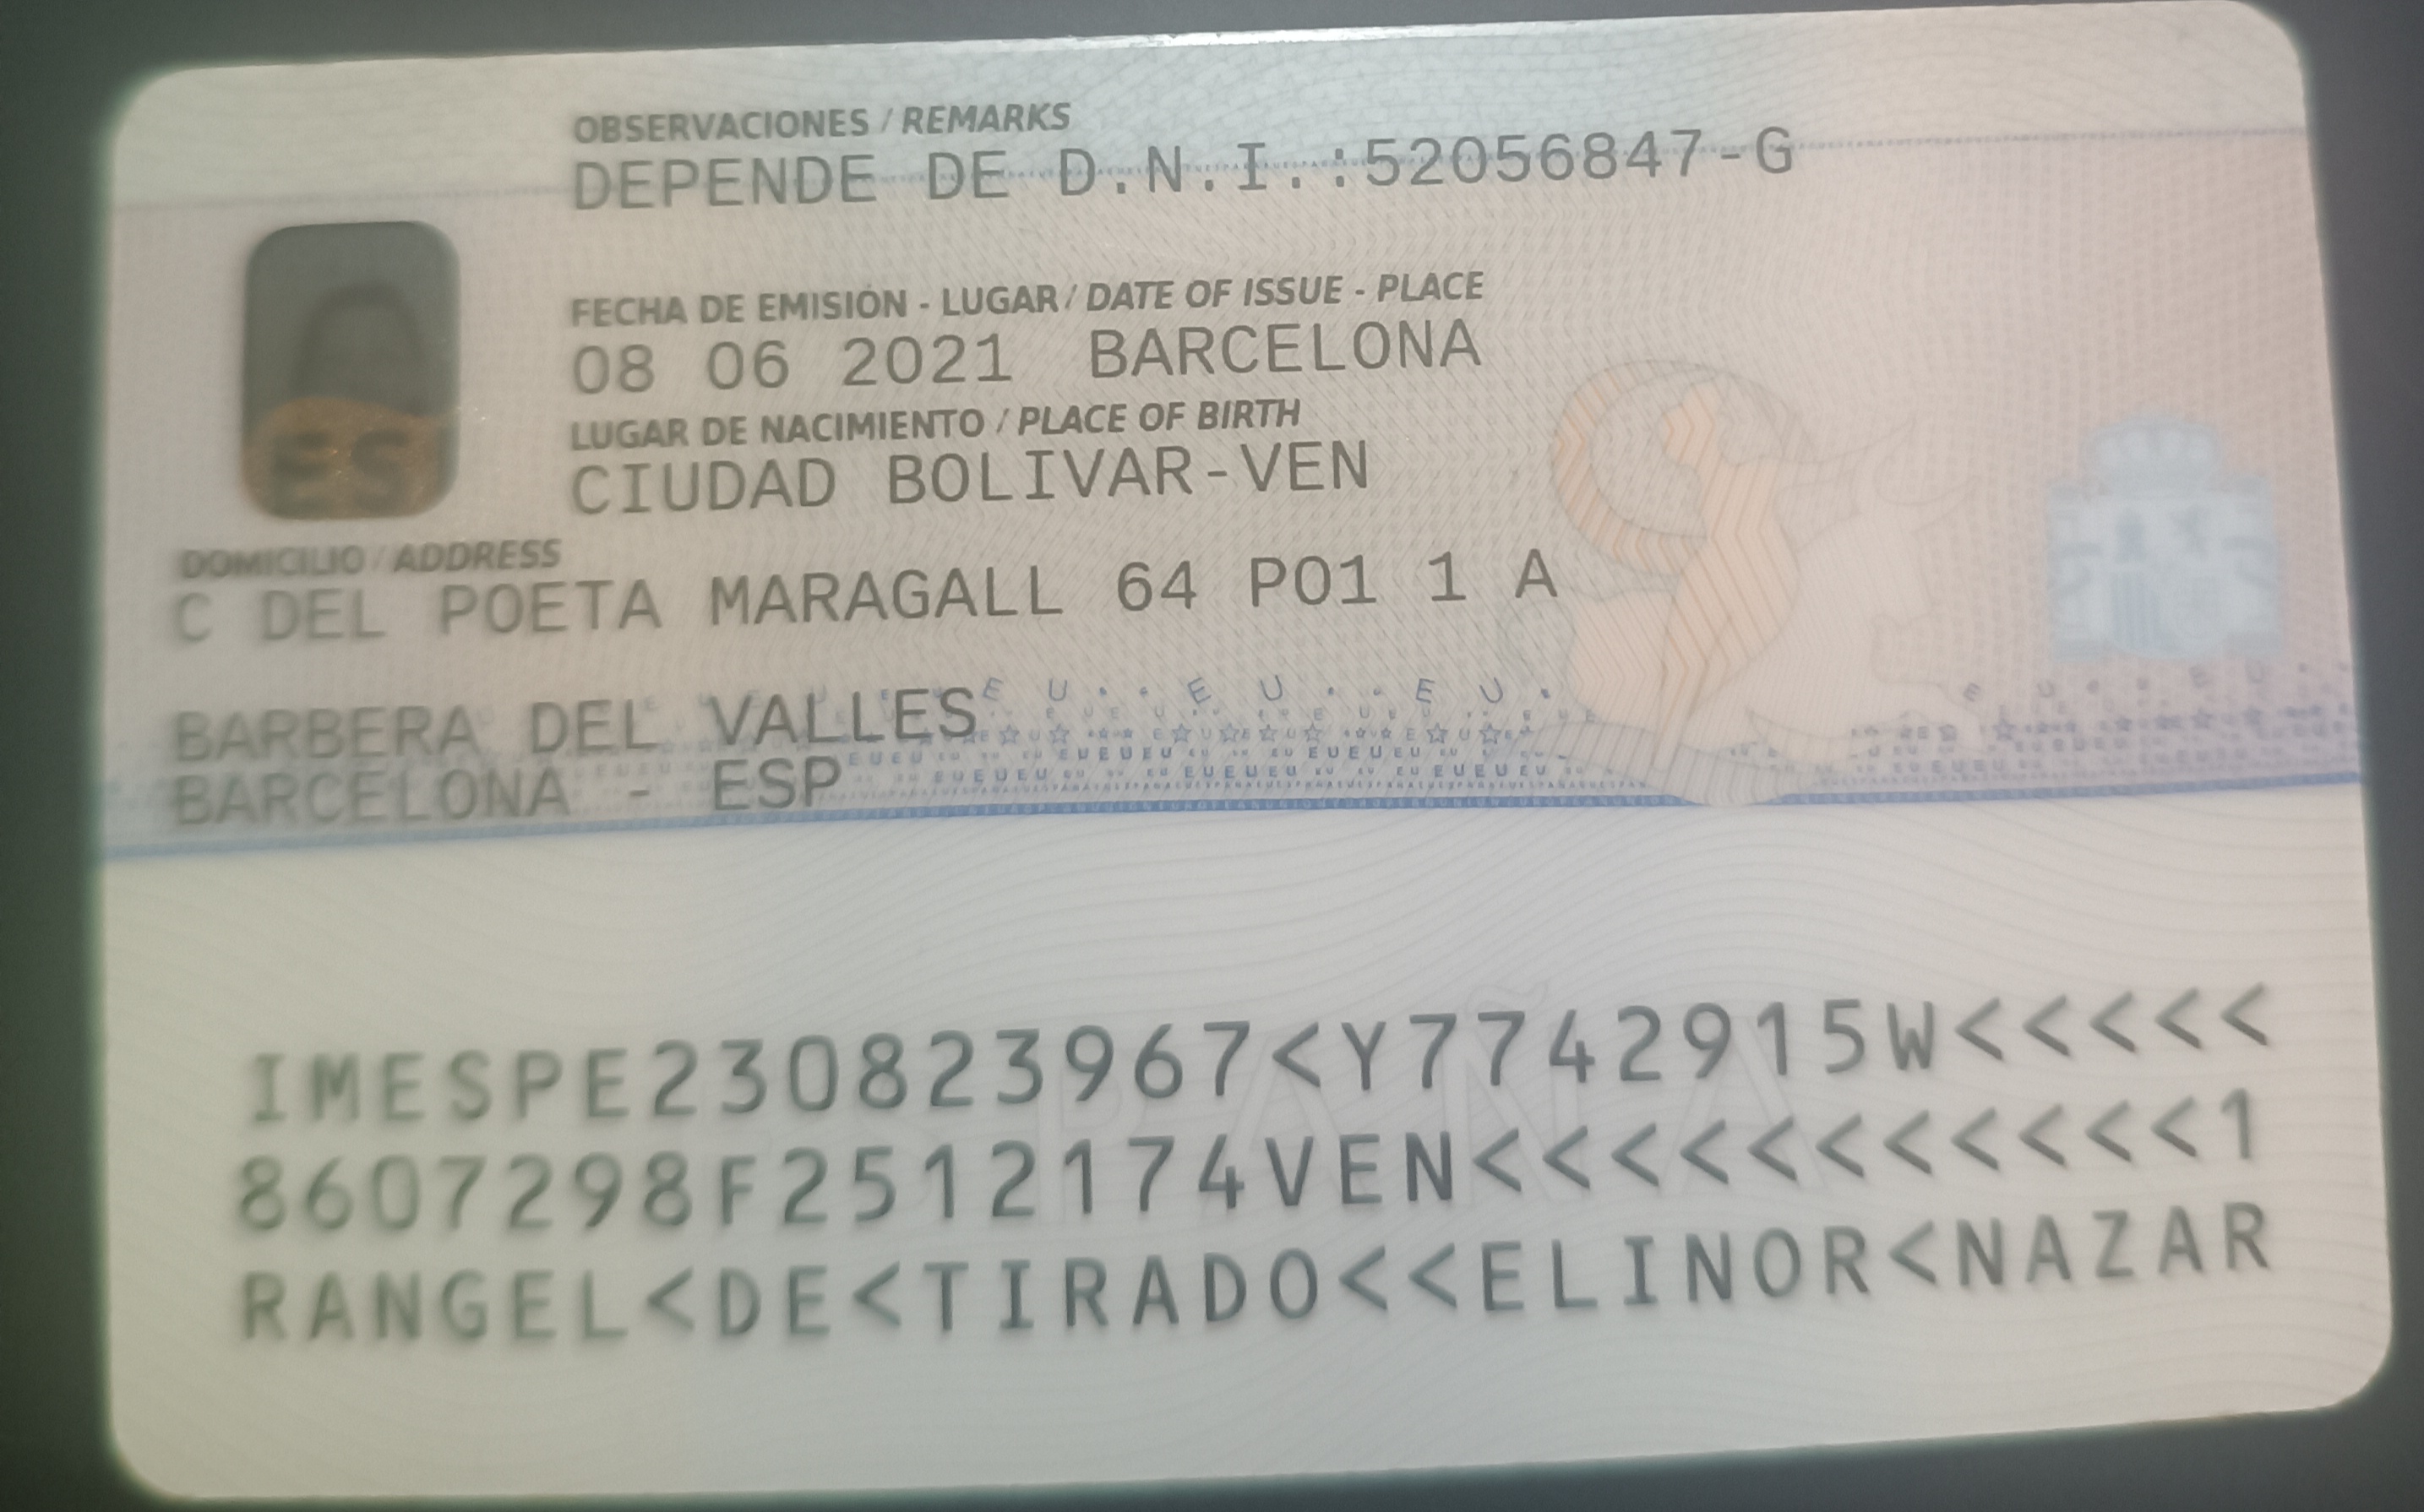 OBSERVACIONES / REMARKS
DEPENDE DE D.N.I.:52056847-G
FECHA DE EMISIÓN - LUGAR / DATE OF ISSUE - PLACE
08 06 2021 BARCELONA
LUGAR DE NACIMIENTO / PLACE OF BIRTH
CIUDAD BOLIVAR-VEN
ES
DOMICILIO / ADDRESS
C DEL POETA MARAGALL 64 P01 1 A
BARBERA DEL VALLES
BARCELONA - ESP
IMESPE230823967<Y7742915W<<<<<
8607298F2512174VEN<<<<<<<<<<<1
RANGEL<DE<TIRADO<<ELINOR<NAZAR